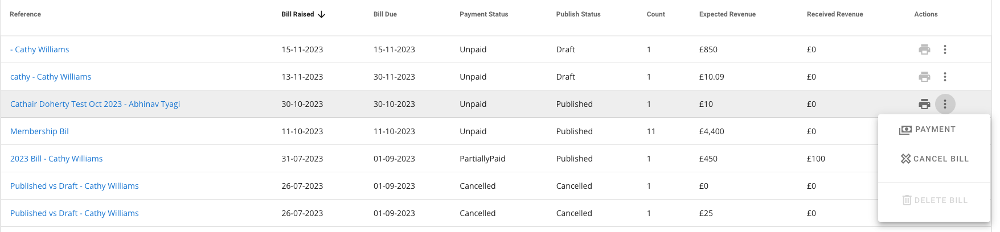 Reference Bill Raised Bill Due Payment Status Publish Status Count Expected Revenue Received Revenue Actions
- Cathy Williams 15-11-2023 15-11-2023 Unpaid Draft 1 £850 £0
cathy - Cathy Williams 13-11-2023 30-11-2023 Unpaid Draft 1 £10.09 £0
Cathair Doherty Test Oct 2023 - Abhinav Tyagi 30-10-2023 30-10-2023 Unpaid Published 1 £10 £0
Membership Bil 11-10-2023 11-10-2023 Unpaid Published 11 £4,400 £0
PAYMENT
2023 Bill - Cathy Williams 31-07-2023 01-09-2023 PartiallyPaid Published 1 £450 £100
CANCEL BILL
Published vs Draft - Cathy Williams 26-07-2023 01-09-2023 Cancelled Cancelled 1 £0 £0
DELETE BILL
Published vs Draft - Cathy Williams 26-07-2023 01-09-2023 Cancelled Cancelled 1 £25 £0